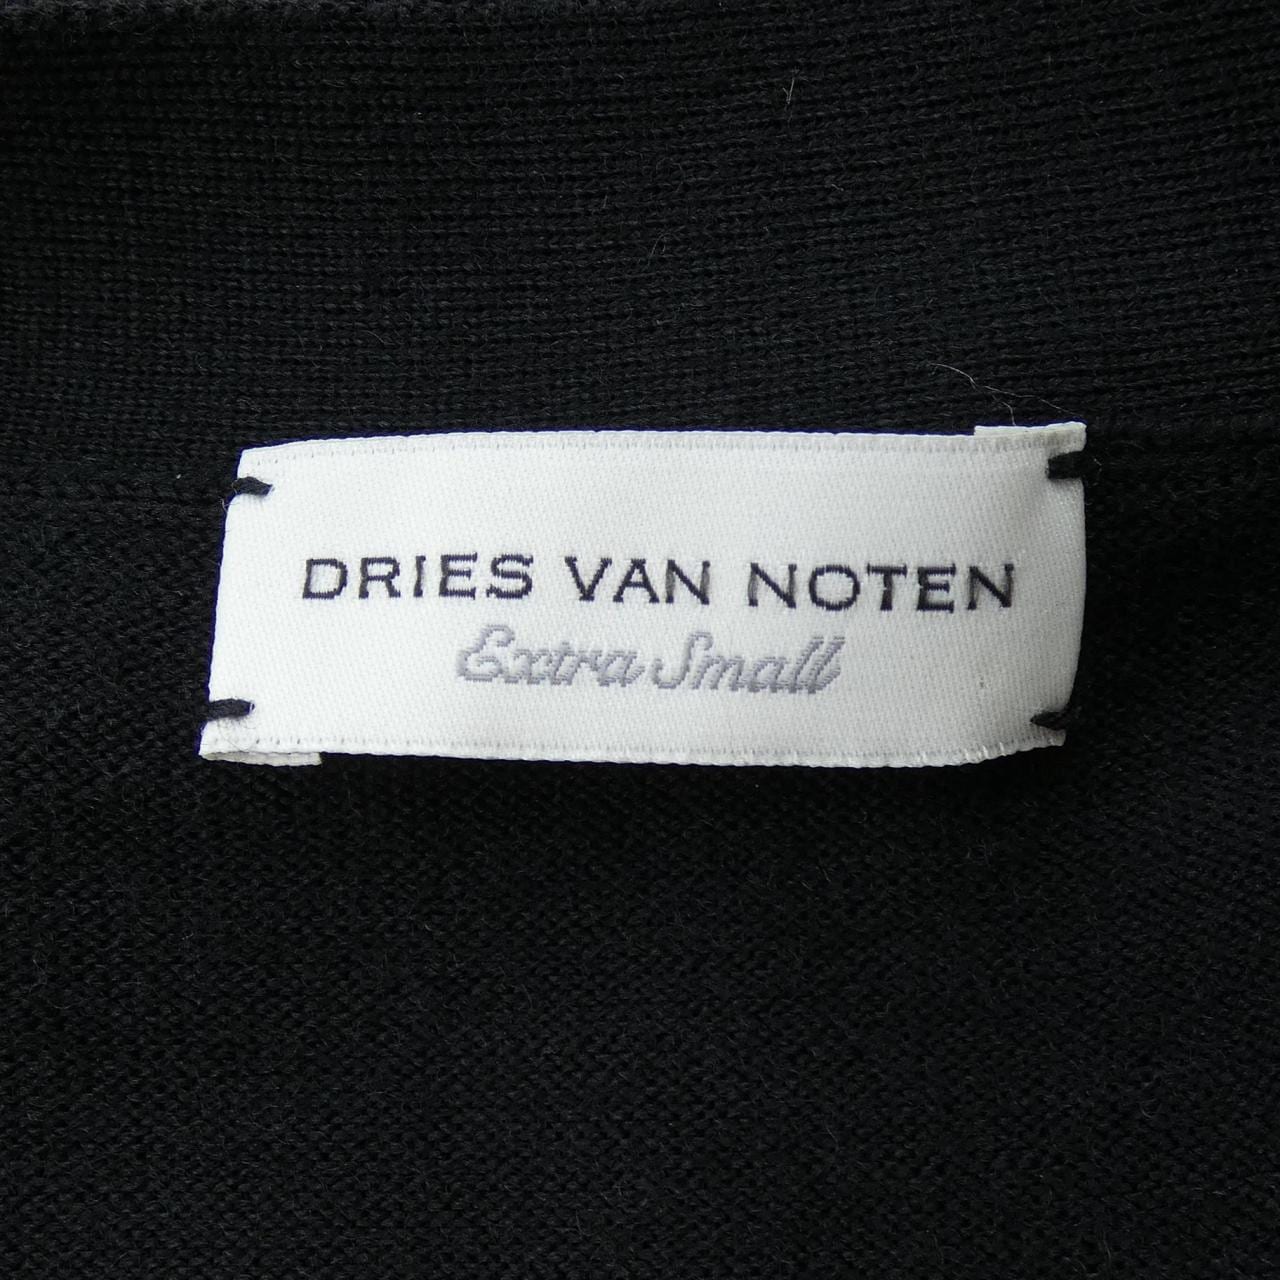 DRIES VAN NOTEN
Extra Small